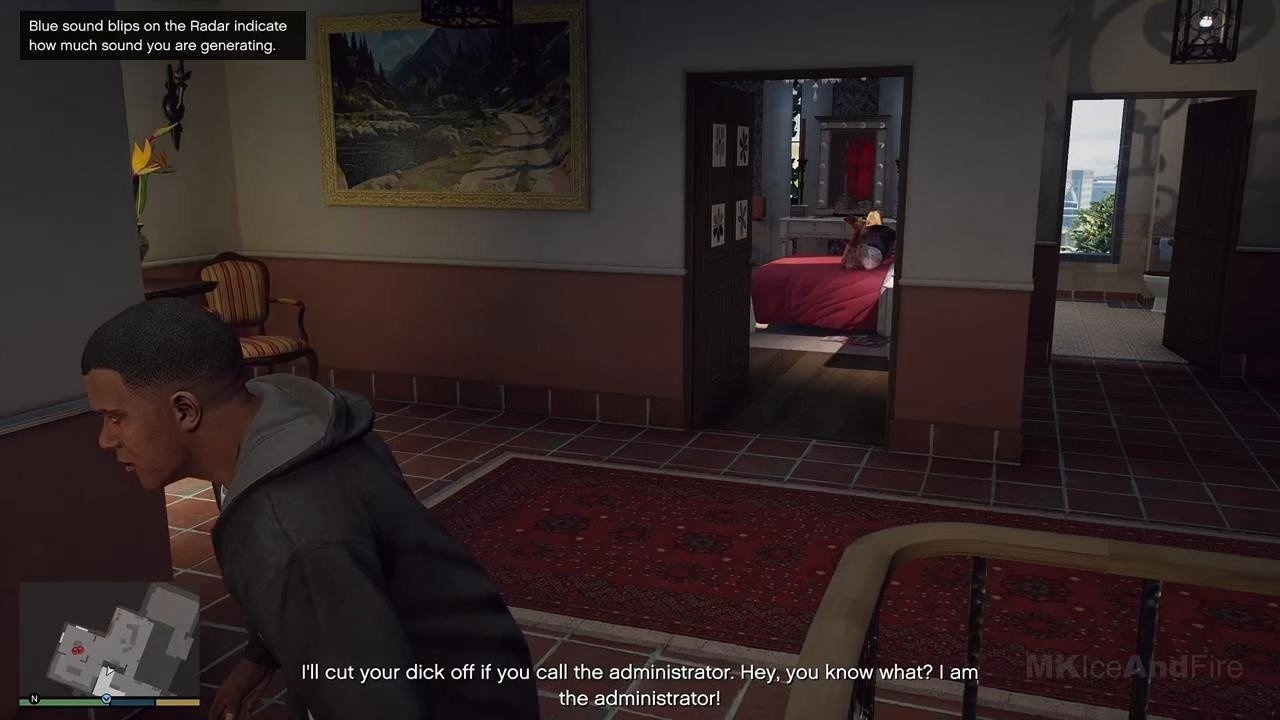 Blue sound blips on the Radar indicate
how much sound you are generating.
N
I'll cut your dick off if you call the administrator. Hey, you know what? I am
the administrator!
MKIceAndFire